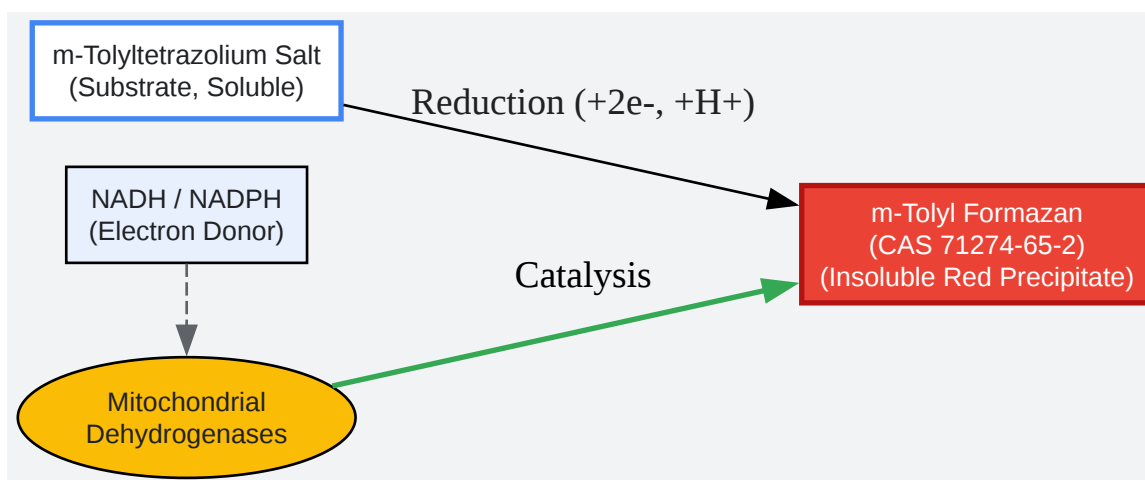 m-Tolyltetrazolium Salt
(Substrate, Soluble)
Reduction (+2e-, +H+)
NADH / NADPH
(Electron Donor)
m-Tolyl Formazan
(CAS 71274-65-2)
(Insoluble Red Precipitate)
Catalysis
Mitochondrial
Dehydrogenases